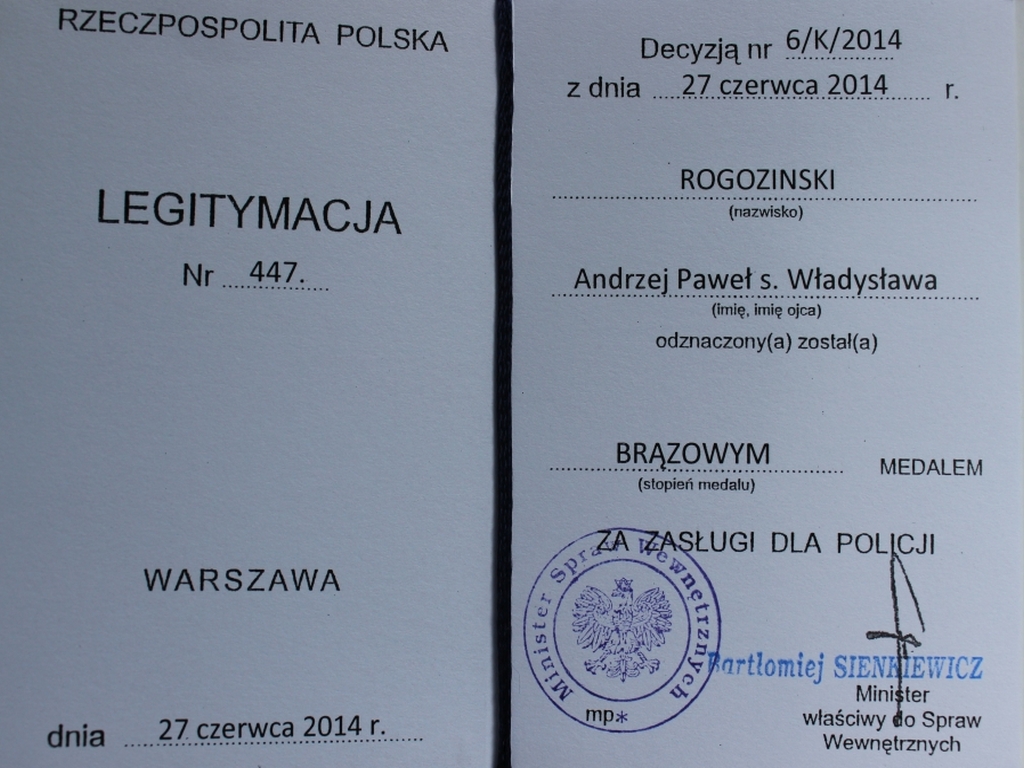 RZECZPOSPOLITA POLSKA
LEGITYMACJA
Nr 447.
WARSZAWA
dnia 27 czerwca 2014 r.
Decyzją nr 6/K/2014
z dnia 27 czerwca 2014 r.
ROGOZINSKI
(nazwisko)
Andrzej Paweł s. Władysława
(imię, imię ojca)
odznaczony(a) został(a)
BRĄZOWYM MEDALEM
(stopień medalu)
ZA ZASŁUGI DLA POLICJI
Minister Spraw Wewnętrznych
mp*
Bartłomiej SIENKIEWICZ
Minister
właściwy do Spraw
Wewnętrznych